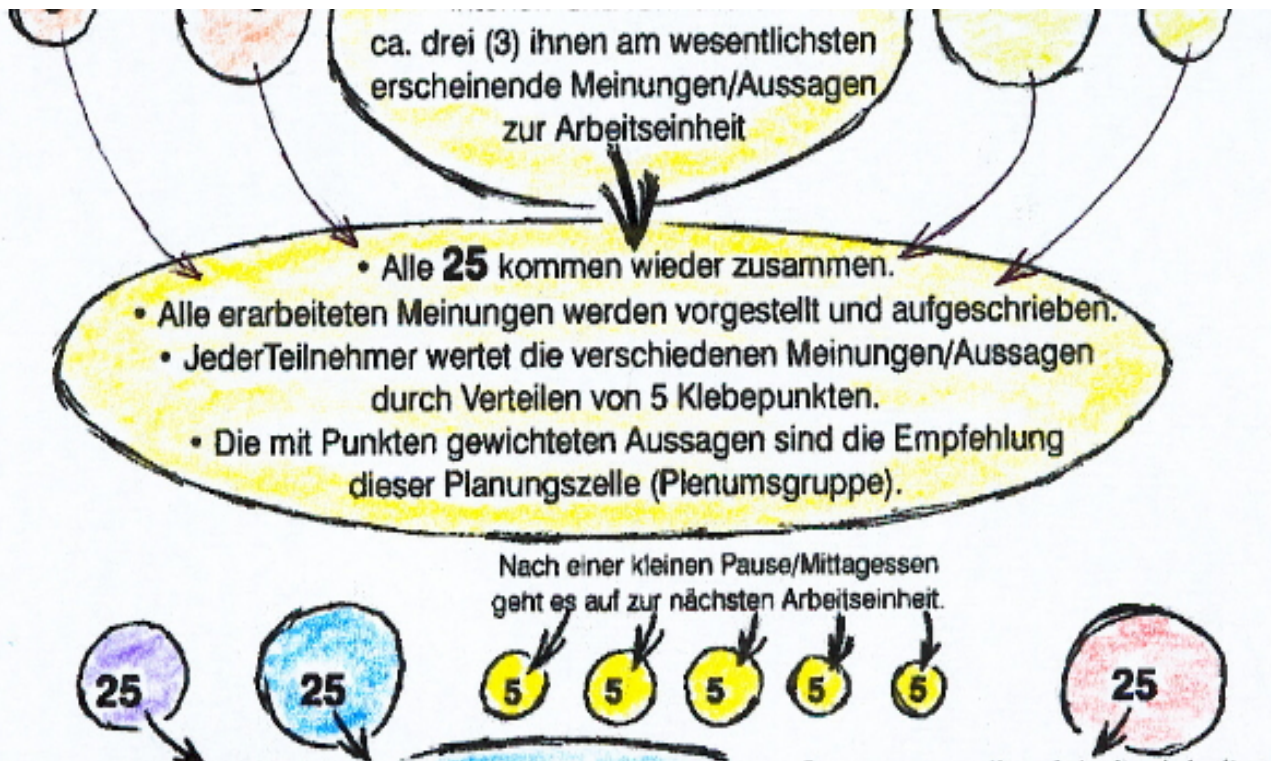 ca. drei (3) ihnen am wesentlichsten
erscheinende Meinungen/Aussagen
zur Arbeitseinheit
• Alle 25 kommen wieder zusammen.
• Alle erarbeiteten Meinungen werden vorgestellt und aufgeschrieben.
• JederTeilnehmer wertet die verschiedenen Meinungen/Aussagen
durch Verteilen von 5 Klebepunkten.
• Die mit Punkten gewichteten Aussagen sind die Empfehlung
dieser Planungszelle (Plenumsgruppe).
Nach einer kleinen Pause/Mittagessen
geht es auf zur nächsten Arbeitseinheit.
25 25 5 5 5 5 5 25